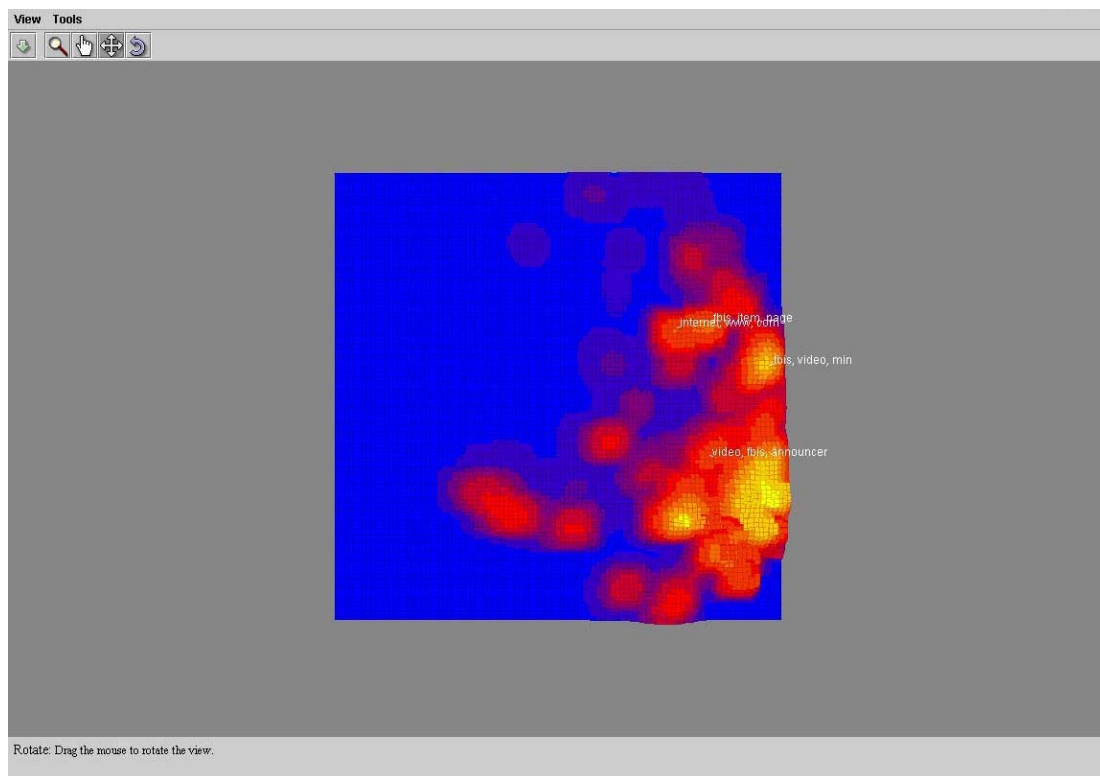 View Tools
fbis, item, page
internet, www, com
fbis, video, min
video, fbis, announcer
Rotate: Drag the mouse to rotate the view.